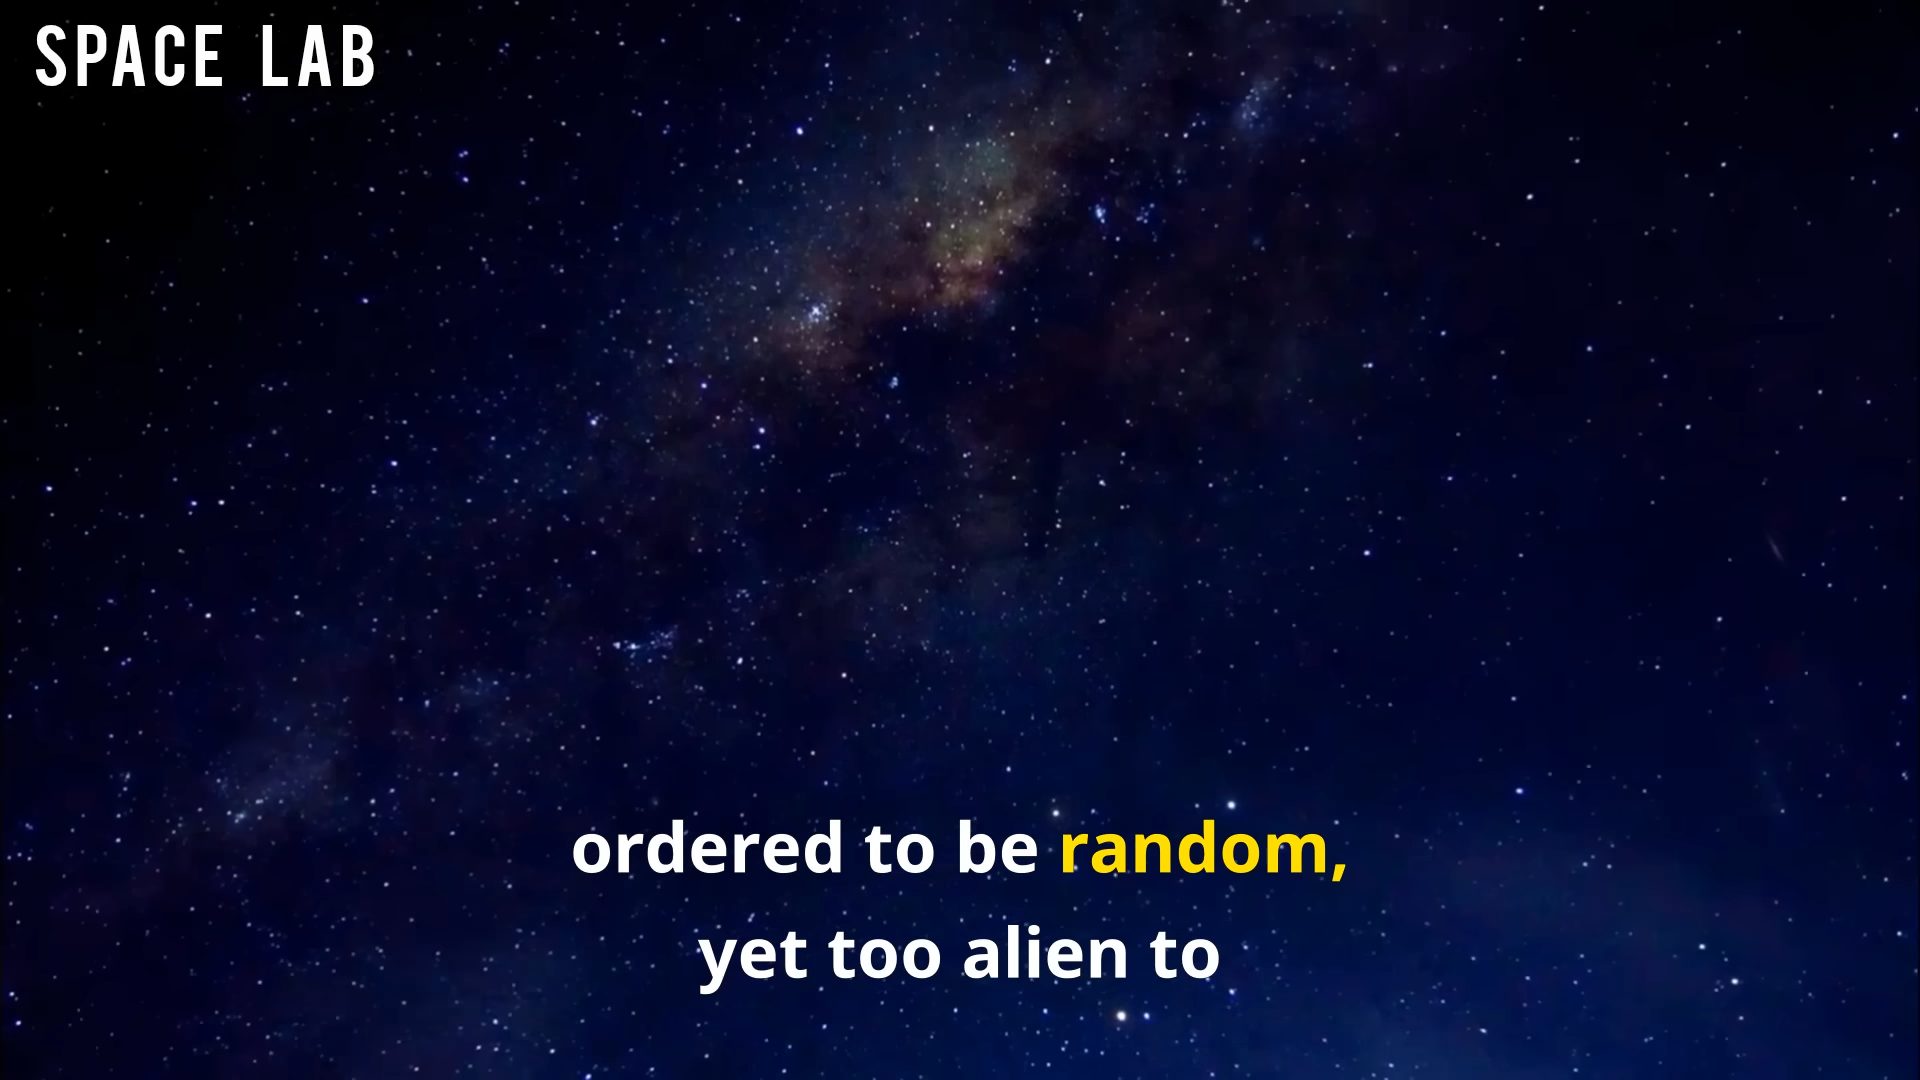 SPACE LAB
ordered to be random,
yet too alien to